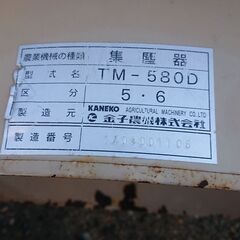 農業機械の種類 集塵器
型式名 TM-580D
区分 5・6
製造元 KANEKO AGRICULTURAL MACHINERY CO.,LTD
金子農機株式会社
製造番号